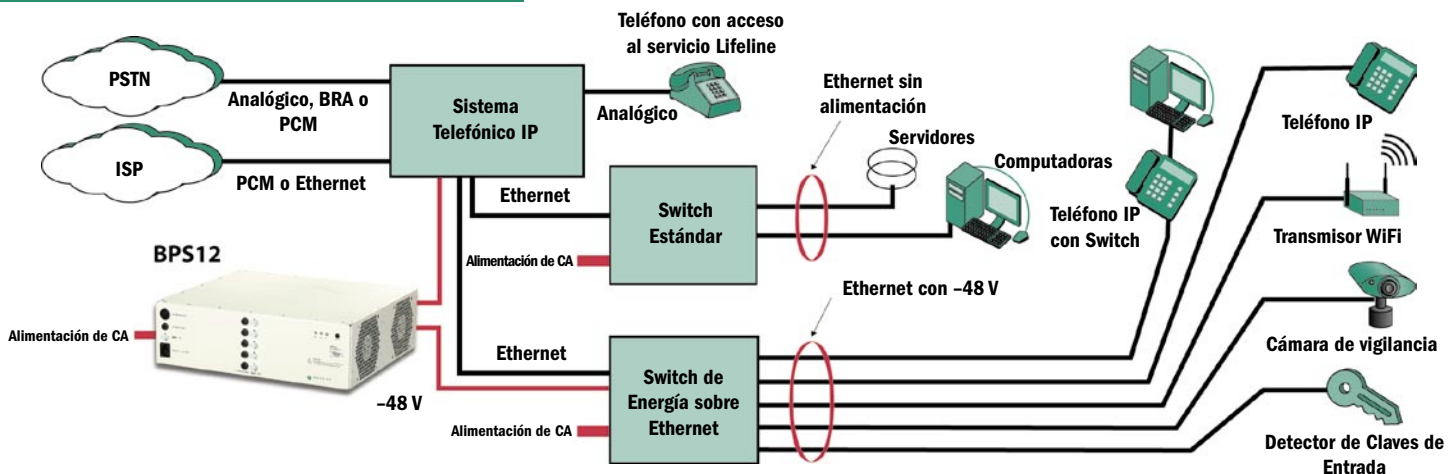 Teléfono con acceso
al servicio Lifeline
PSTN
Analógico, BRA o
PCM
Sistema
Telefónico IP
Analógico
Ethernet sin
alimentación
Servidores
Computadoras
Teléfono IP
ISP
PCM o Ethernet
Ethernet
Switch
Estándar
Teléfono IP
con Switch
Transmisor WiFi
BPS12
Alimentación de CA
Ethernet con –48 V
Alimentación de CA
Ethernet
Cámara de vigilancia
–48 V
Switch de
Energía sobre
Ethernet
Alimentación de CA
Detector de Claves de
Entrada